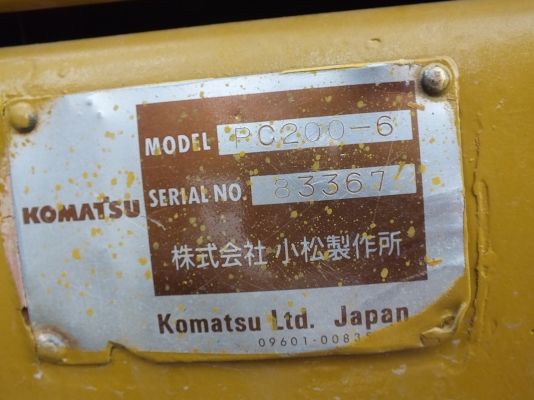 MODEL PC200-6
SERIAL NO. 83367
KOMATSU
株式会社 小松製作所
Komatsu Ltd. Japan